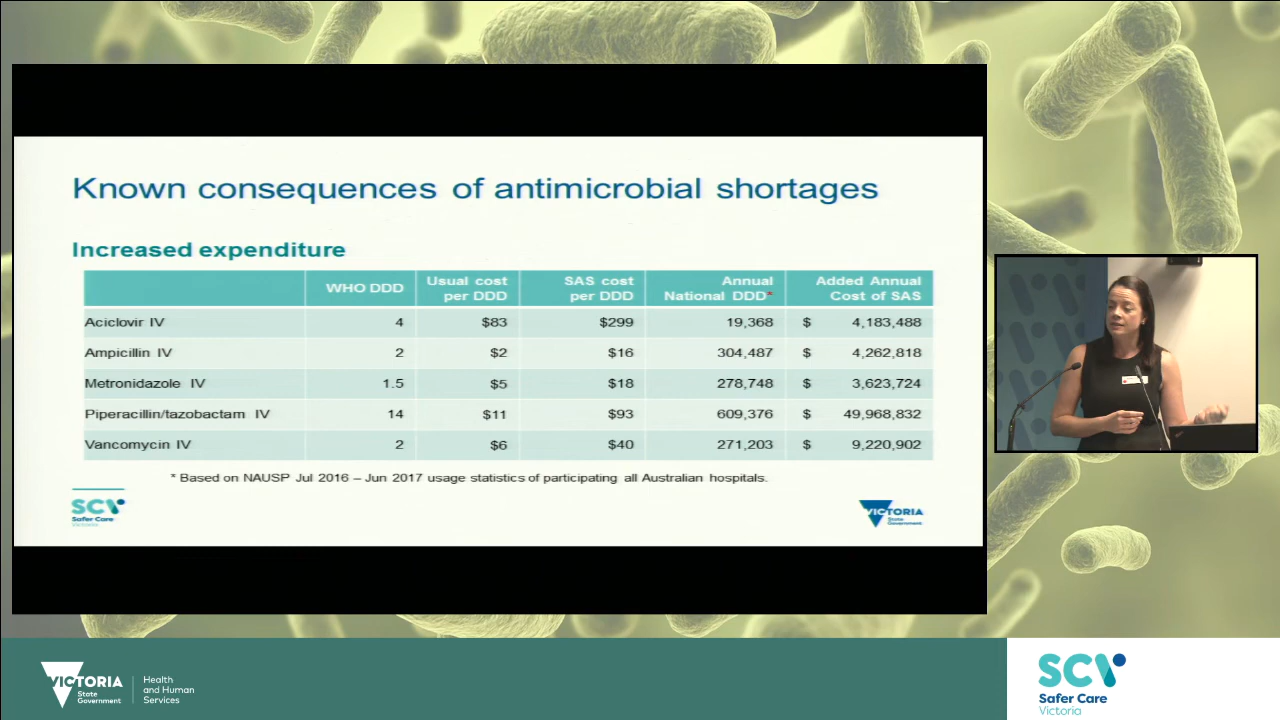 Known consequences of antimicrobial shortages
Increased expenditure
WHO DDD
Usual cost per DDD
SAS cost per DDD
Annual National DDD*
Added Annual Cost of SAS
Aciclovir IV 4 $83 $299 19,368 $ 4,183,488
Ampicillin IV 2 $2 $16 304,487 $ 4,262,818
Metronidazole IV 1.5 $5 $18 278,748 $ 3,623,724
Piperacillin/tazobactam IV 14 $11 $93 609,376 $ 49,968,832
Vancomycin IV 2 $6 $40 271,203 $ 9,220,902
* Based on NAUSP Jul 2016 – Jun 2017 usage statistics of participating all Australian hospitals.
SCV
Safer Care
Victoria
VICTORIA
State
Government
VICTORIA
State
Government
Health
and Human
Services
SCV
Safer Care
Victoria